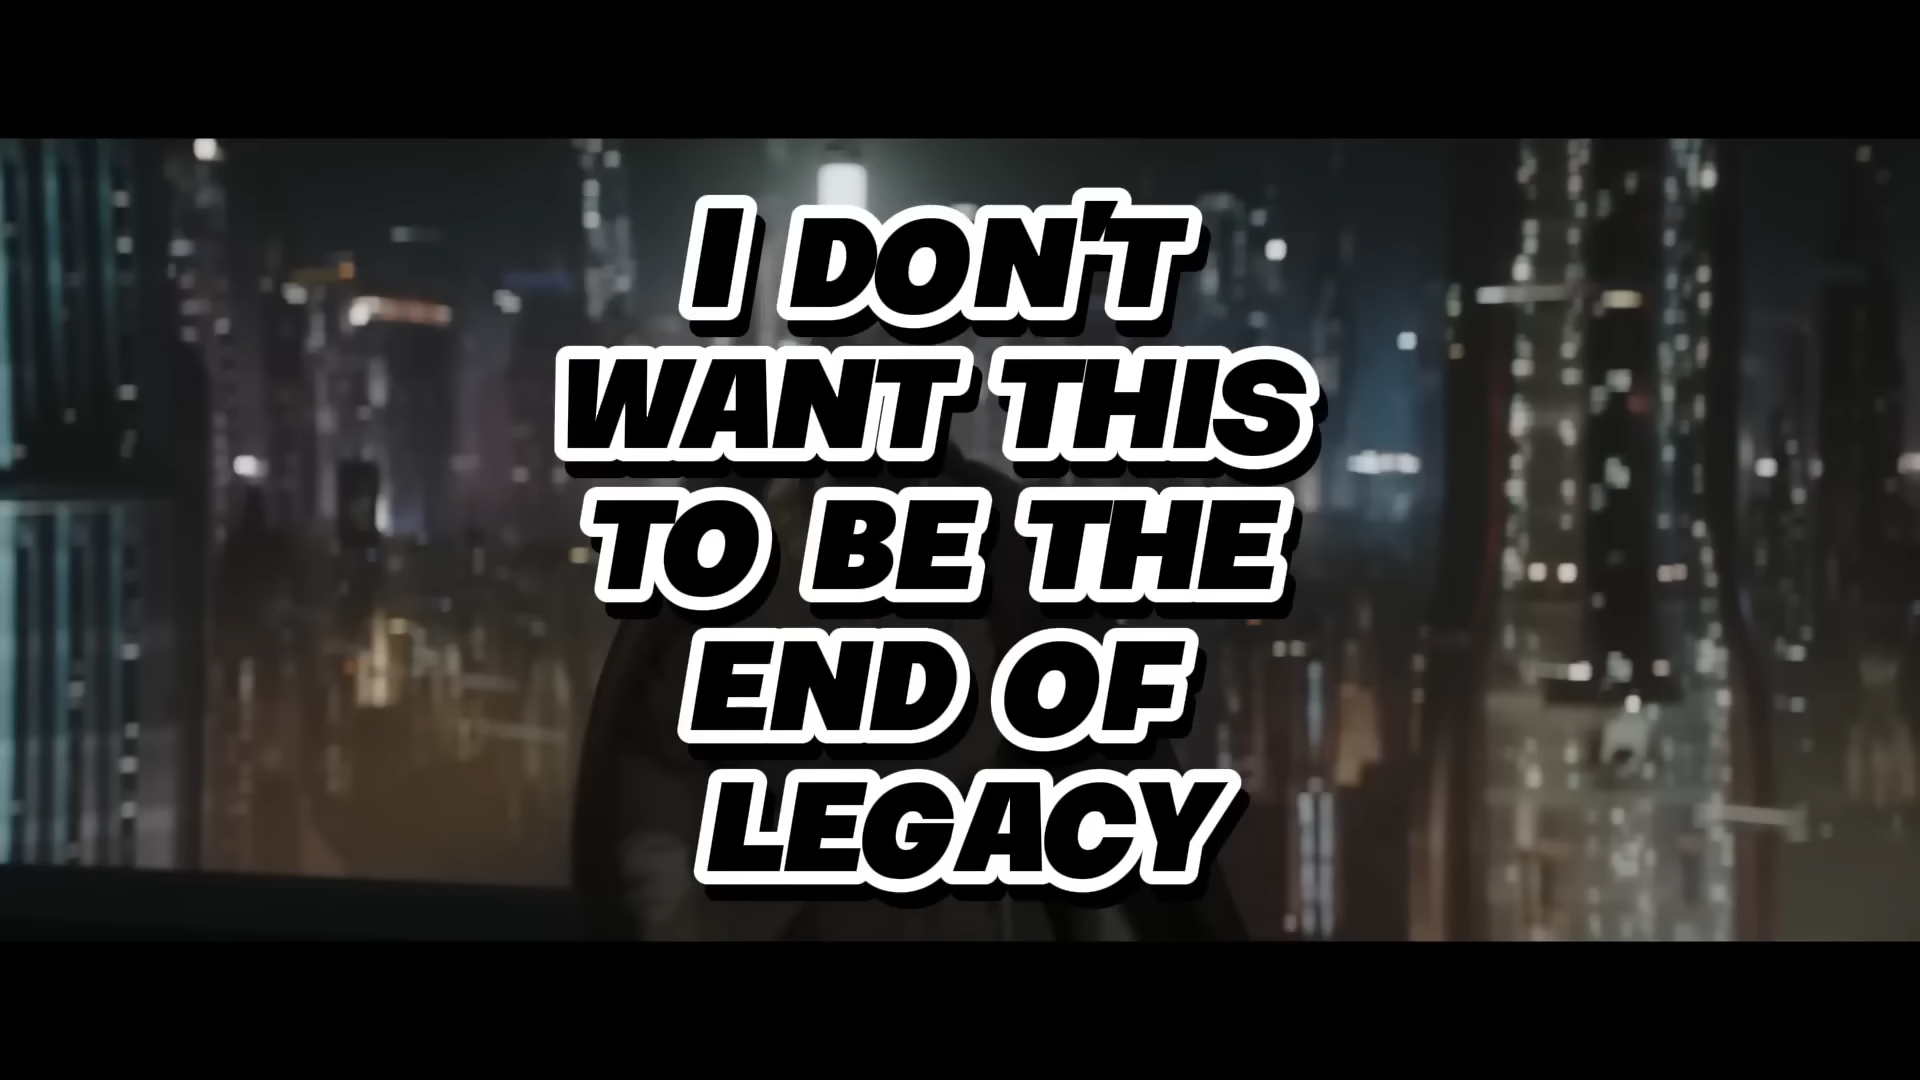 I DON'T
WANT THIS
TO BE THE
END OF
LEGACY